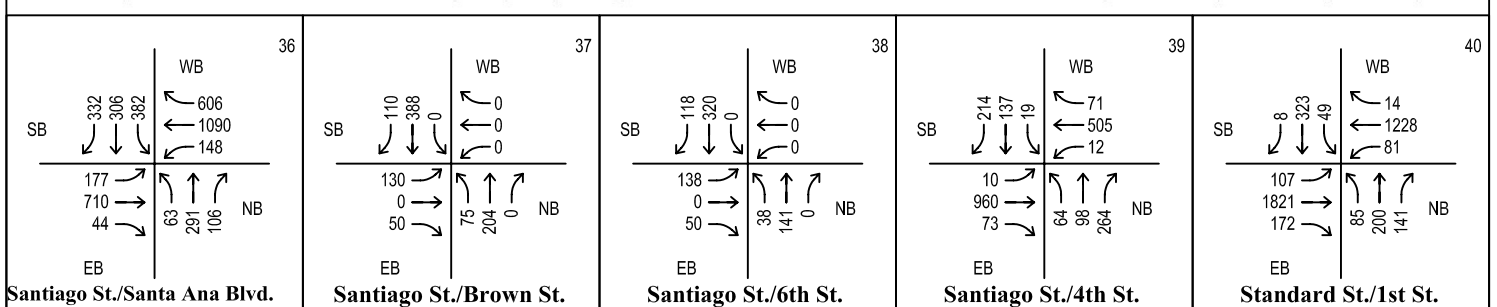 36
WB
SB
332 306 382
606
1090
148
177
710
44
63 291 106
NB
EB
Santiago St./Santa Ana Blvd.
37
WB
SB
110 388 0
0
0
0
130
0
50
75 204 0
NB
EB
Santiago St./Brown St.
38
WB
SB
118 320 0
0
0
0
138
0
50
38 141 0
NB
EB
Santiago St./6th St.
39
WB
SB
214 137 19
71
505
12
10
960
73
64 98 264
NB
EB
Santiago St./4th St.
40
WB
SB
8 323 49
14
1228
81
107
1821
172
85 200 141
NB
EB
Standard St./1st St.